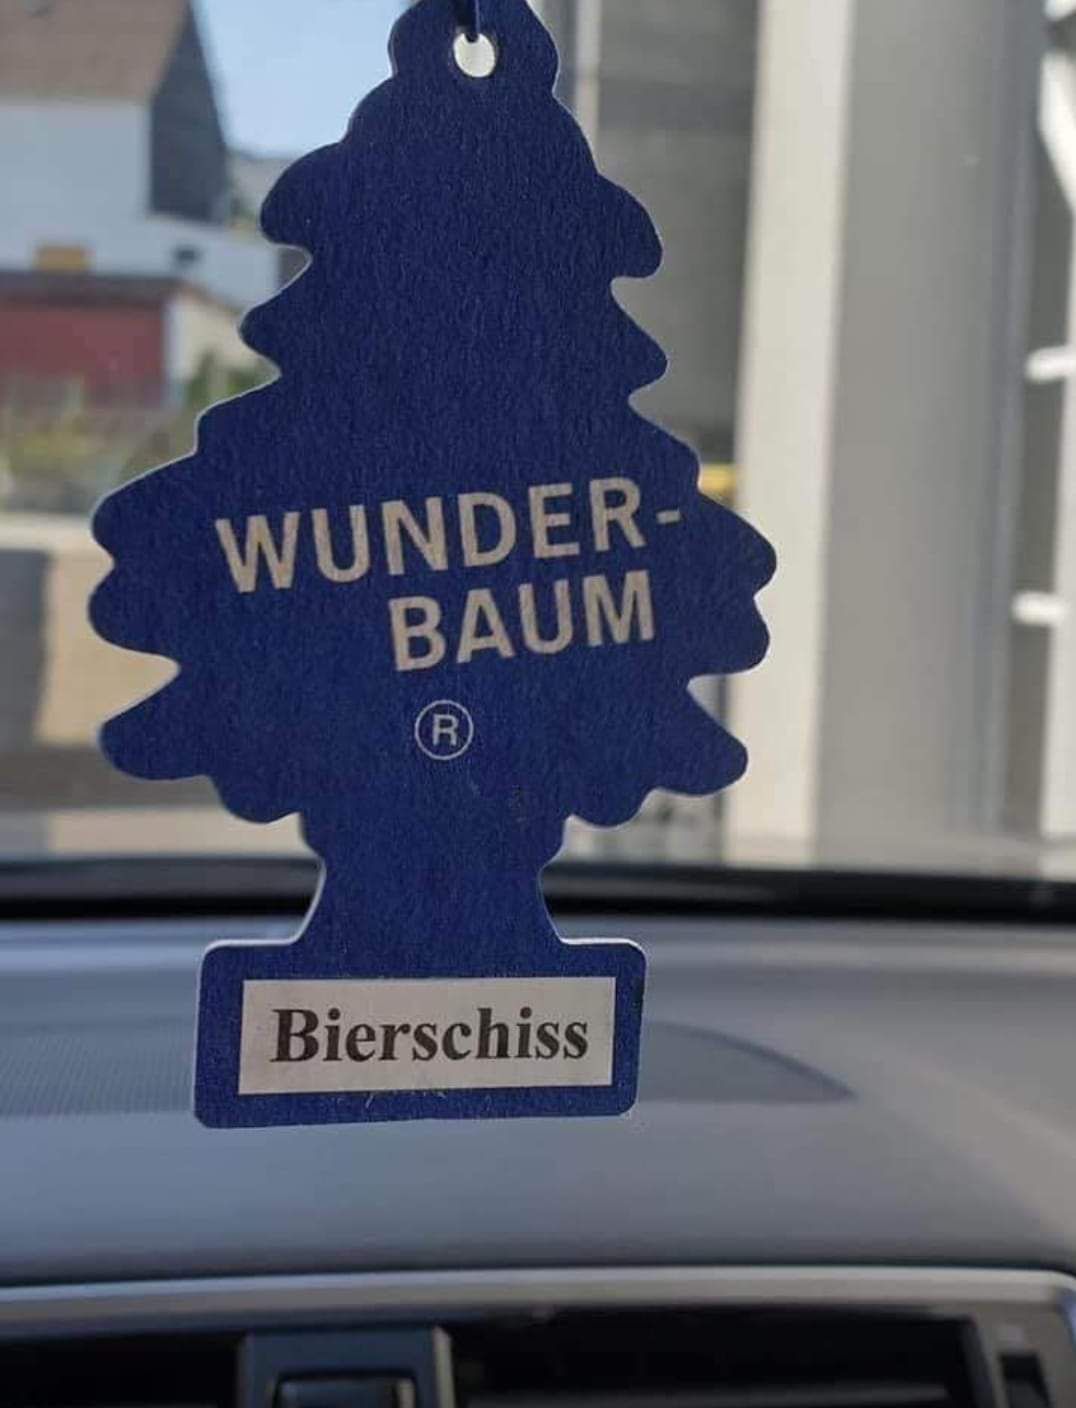 WUNDER-
BAUM
®
Bierschiss